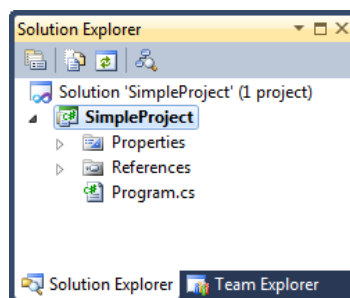 Solution Explorer
Solution 'SimpleProject' (1 project)
SimpleProject
Properties
References
Program.cs
Solution Explorer Team Explorer